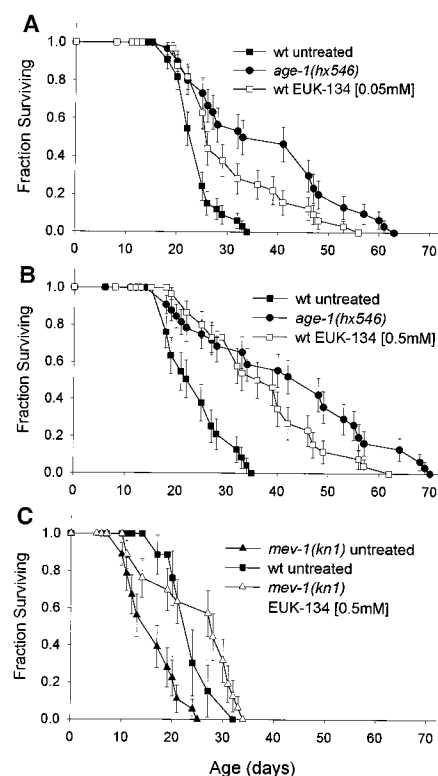 A
Fraction Surviving
1.0
0.8
0.6
0.4
0.2
0.0
wt untreated
age-1(hx546)
wt EUK-134 [0.05mM]
0 10 20 30 40 50 60 70
B
Fraction Surviving
1.0
0.8
0.6
0.4
0.2
0.0
wt untreated
age-1(hx546)
wt EUK-134 [0.5mM]
0 10 20 30 40 50 60 70
C
Fraction Surviving
1.0
0.8
0.6
0.4
0.2
0.0
mev-1(kn1) untreated
wt untreated
mev-1(kn1)
EUK-134 [0.5mM]
0 10 20 30 40 50 60 70
Age (days)